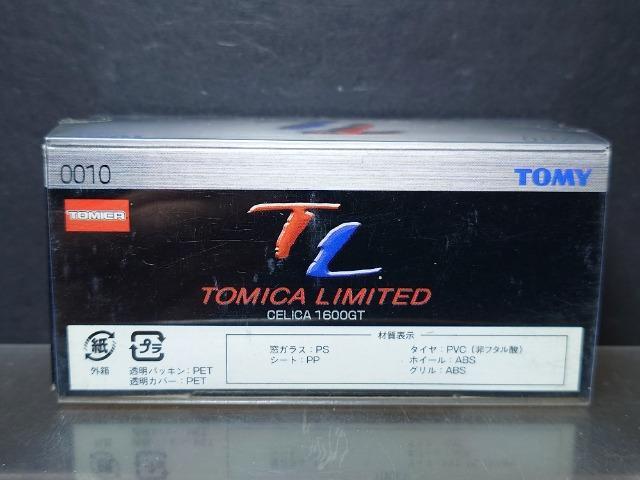 0010
TOMY
TOMICA
TL
TOMICA LIMITED
CELICA 1600GT
材質表示
紙
プラ
窓ガラス：PS
タイヤ：PVC（非フタル酸）
シート：PP
ホイール：ABS
外箱
透明パッキン：PET
グリル：ABS
透明カバー：PET